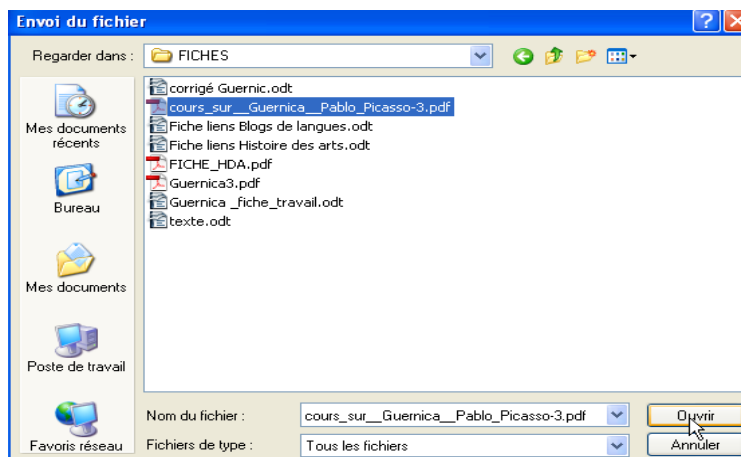 Envoi du fichier
Regarder dans :
FICHES
Mes documents
récents
Bureau
Mes documents
Poste de travail
Favoris réseau
corrigé Guernic.odt
cours_sur__Guernica__Pablo_Picasso-3.pdf
Fiche liens Blogs de langues.odt
Fiche liens Histoire des arts.odt
FICHE_HDA.pdf
Guernica3.pdf
Guernica _fiche_travail.odt
texte.odt
Nom du fichier :
cours_sur__Guernica__Pablo_Picasso-3.pdf
Ouvrir
Fichiers de type :
Tous les fichiers
Annuler